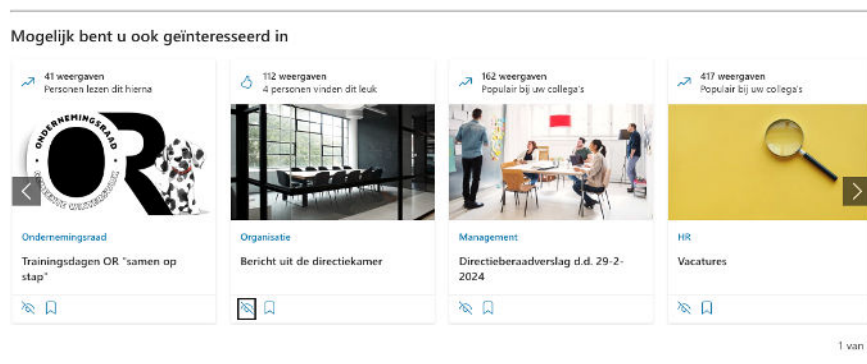 Mogelijk bent u ook geïnteresseerd in
41 weergaven
Personen lezen dit hierna
112 weergaven
4 personen vinden dit leuk
162 weergaven
Populair bij uw collega's
417 weergaven
Populair bij uw collega's
ONDERNEMINGSRAAD
OR
Ondernemingsraad
Trainingsdagen OR "samen op
stap"
Organisatie
Bericht uit de directiekamer
Management
Directieberaadverslag d.d. 29-2-
2024
HR
Vacatures
1 van